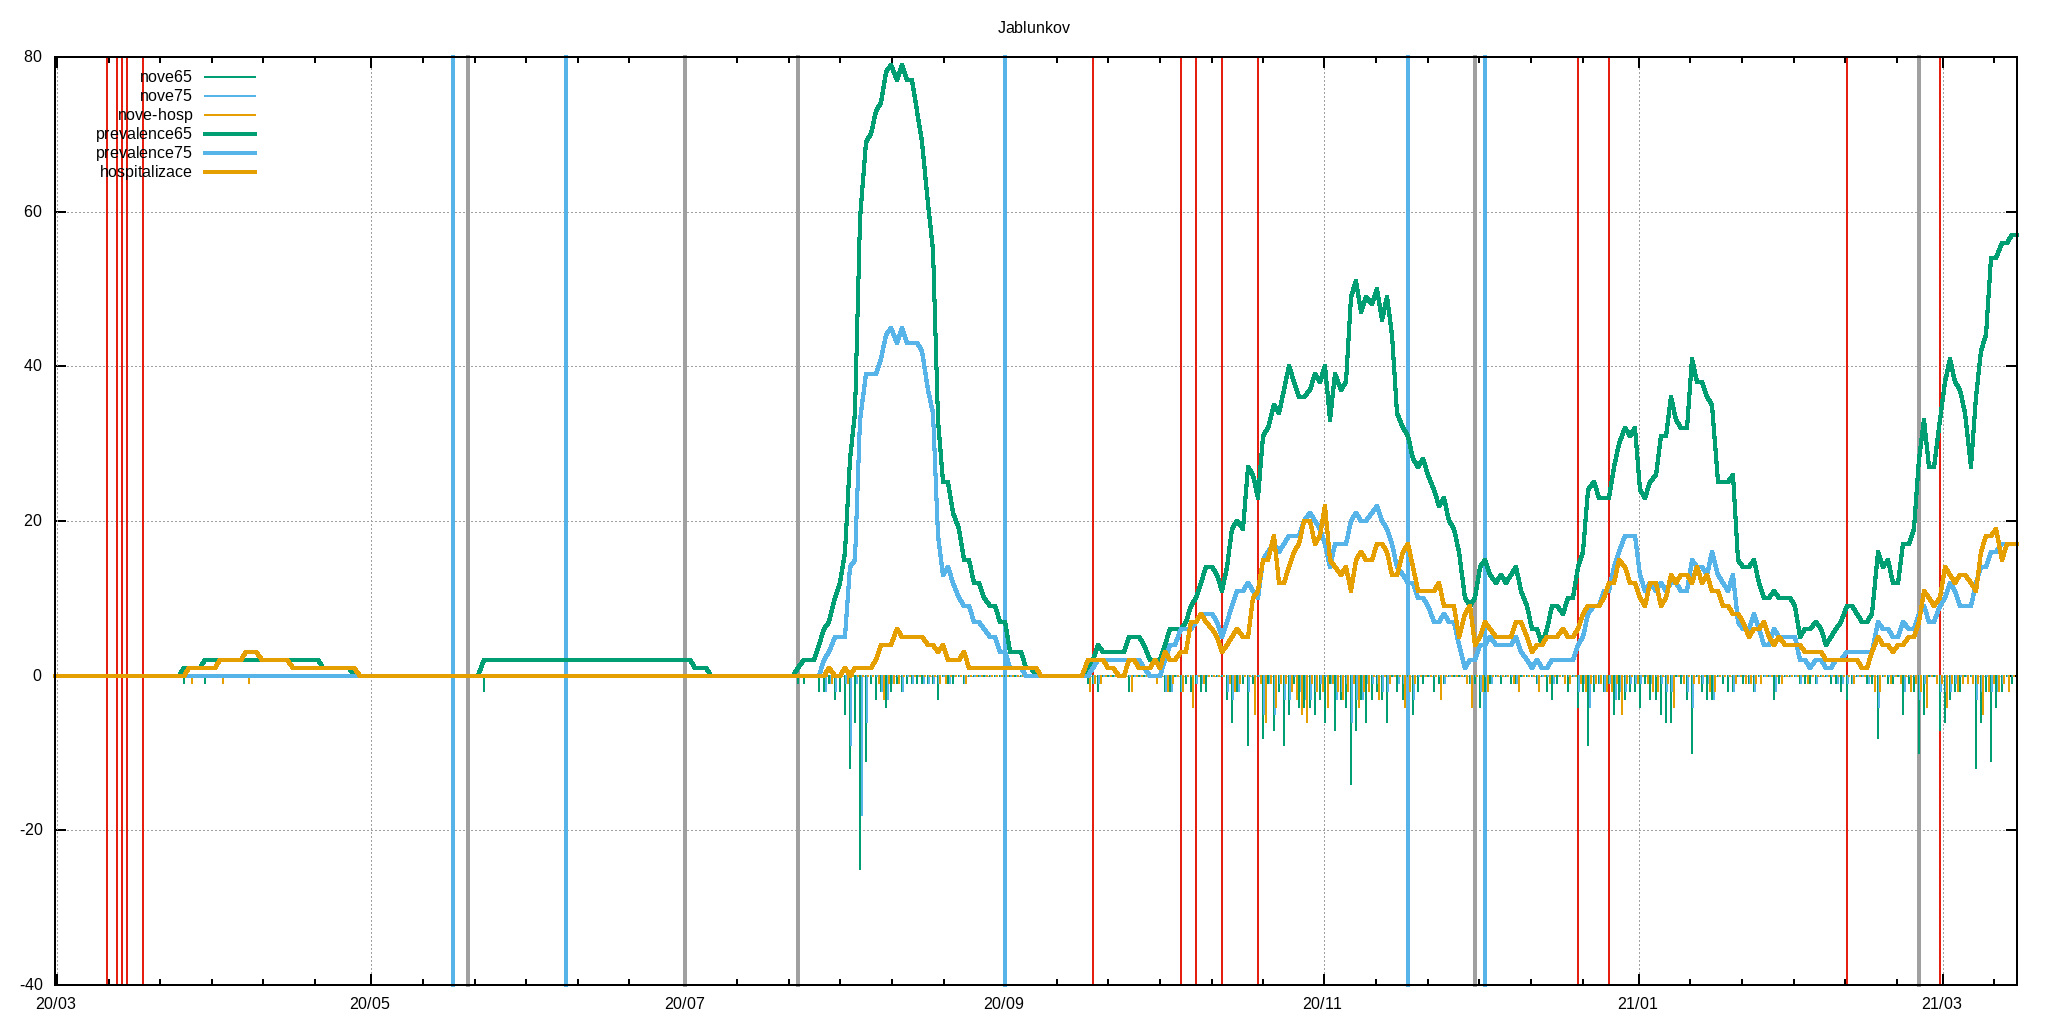 Jablunkov
80
nove65
nove75
nove-hosp
prevalence65
prevalence75
hospitalizace
60
40
20
0
-20
-40
20/03 20/05 20/07 20/09 20/11 21/01 21/03